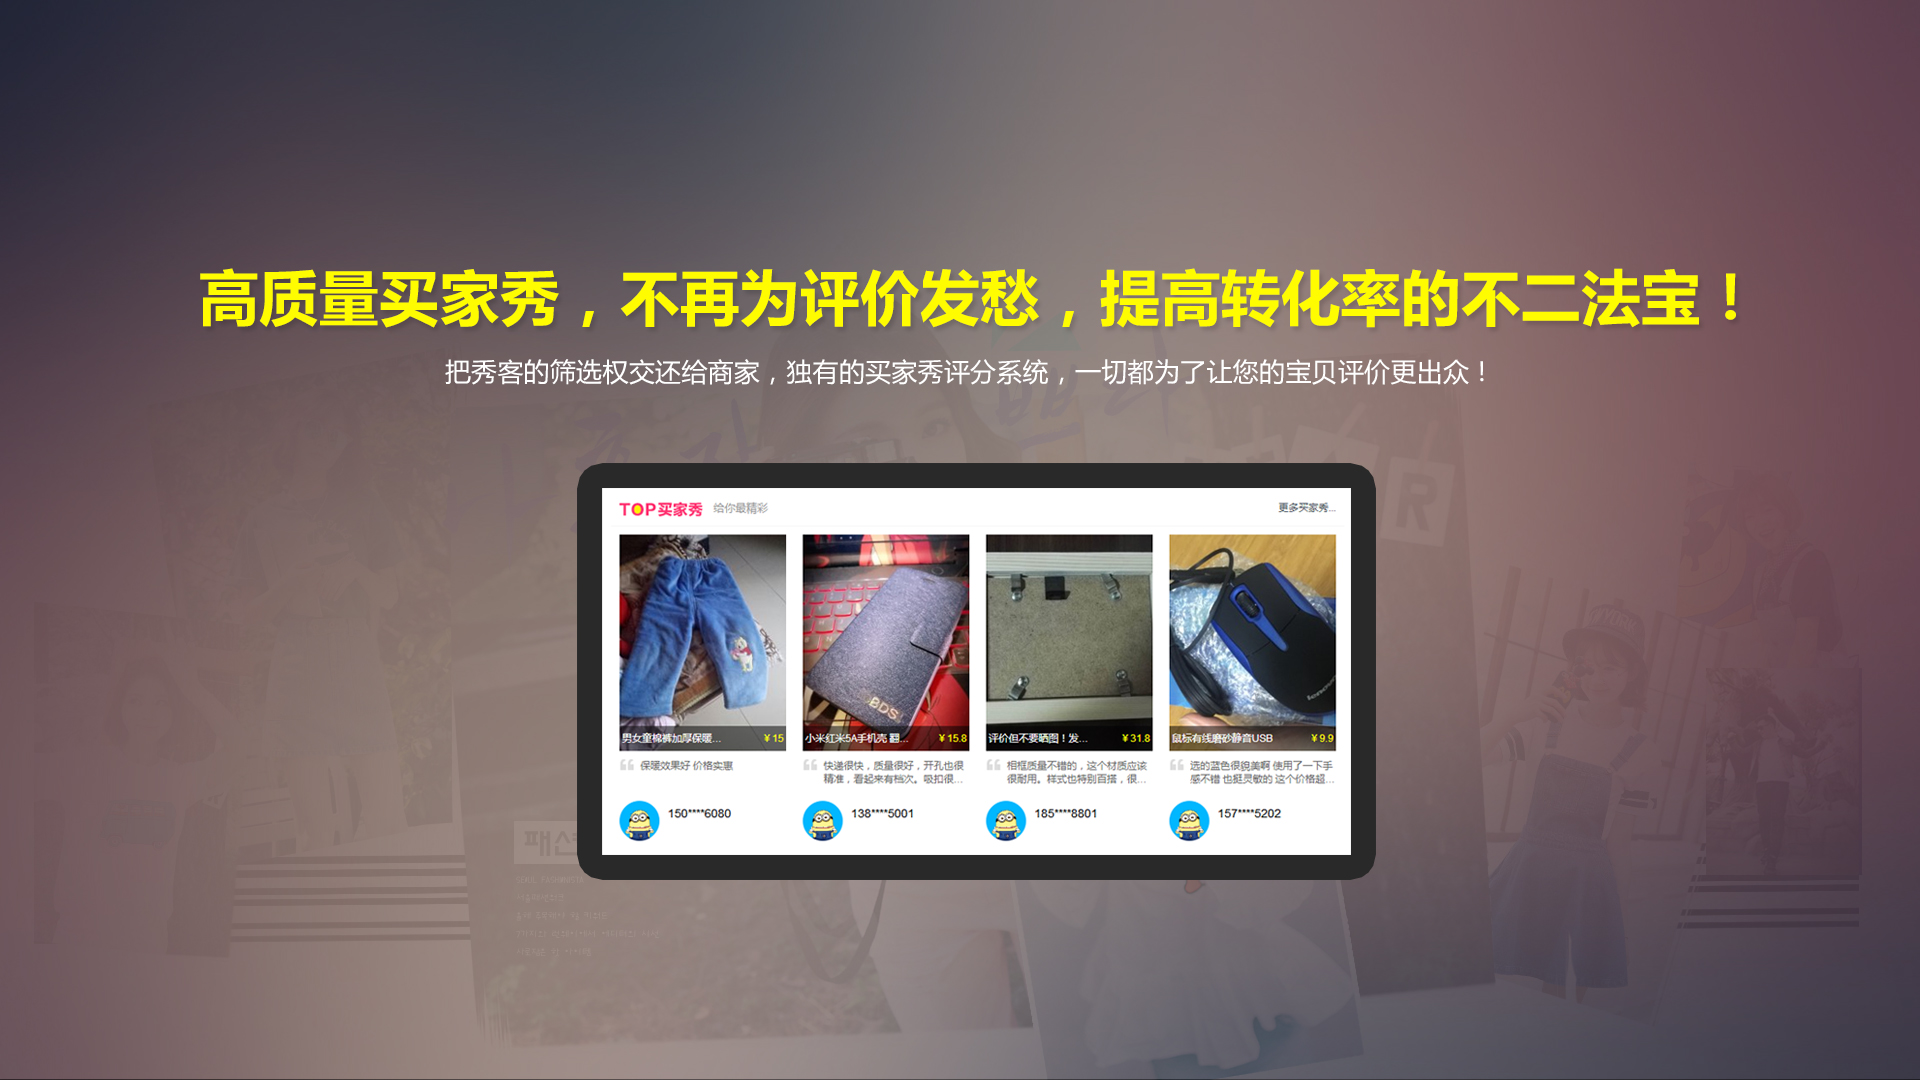 高质量买家秀，不再为评价发愁，提高转化率的不二法宝！
把秀客的筛选权交还给商家，独有的买家秀评分系统，一切都为了让您的宝贝评价更出众！
TOP买家秀 给你最精彩 更多买家秀...
男女童棉裤加厚保暖... ¥ 15
小米红米5A手机壳 翻... ¥ 15.8
评价但不要晒图！发... ¥ 31.8
鼠标有线磨砂静音USB ¥ 9.9
保暖效果好 价格实惠
快递很快，质量很好，开孔也很
精准，看起来有档次。吸扣很...
相框质量不错的，这个材质应该
很耐用。样式也特别百搭，很...
选的蓝色很貌美啊 使用了一下手
感不错 也挺灵敏的 这个价格超...
150****6080
138****5001
185****8801
157****5202
BDS
lenovo
R
패션